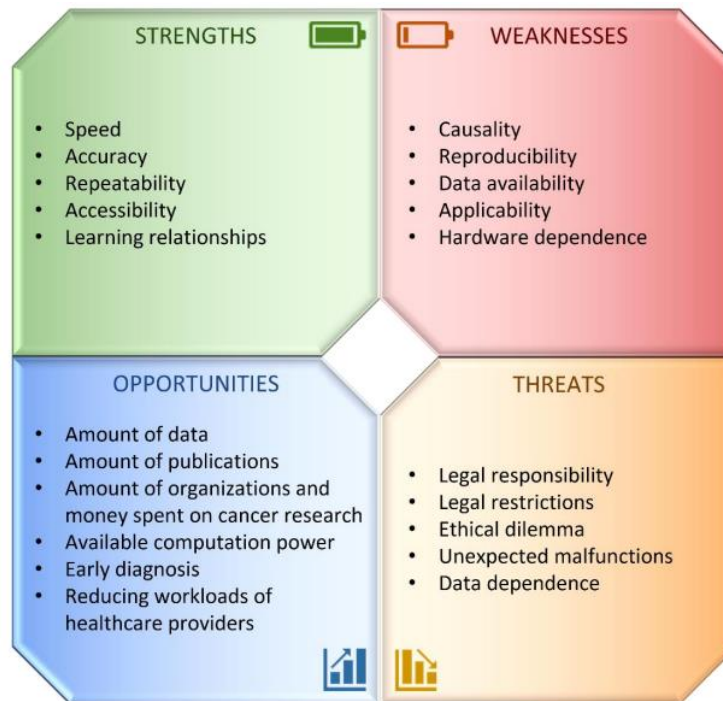 STRENGTHS
• Speed
• Accuracy
• Repeatability
• Accessibility
• Learning relationships
WEAKNESSES
• Causality
• Reproducibility
• Data availability
• Applicability
• Hardware dependence
OPPORTUNITIES
• Amount of data
• Amount of publications
• Amount of organizations and
money spent on cancer research
• Available computation power
• Early diagnosis
• Reducing workloads of
healthcare providers
THREATS
• Legal responsibility
• Legal restrictions
• Ethical dilemma
• Unexpected malfunctions
• Data dependence